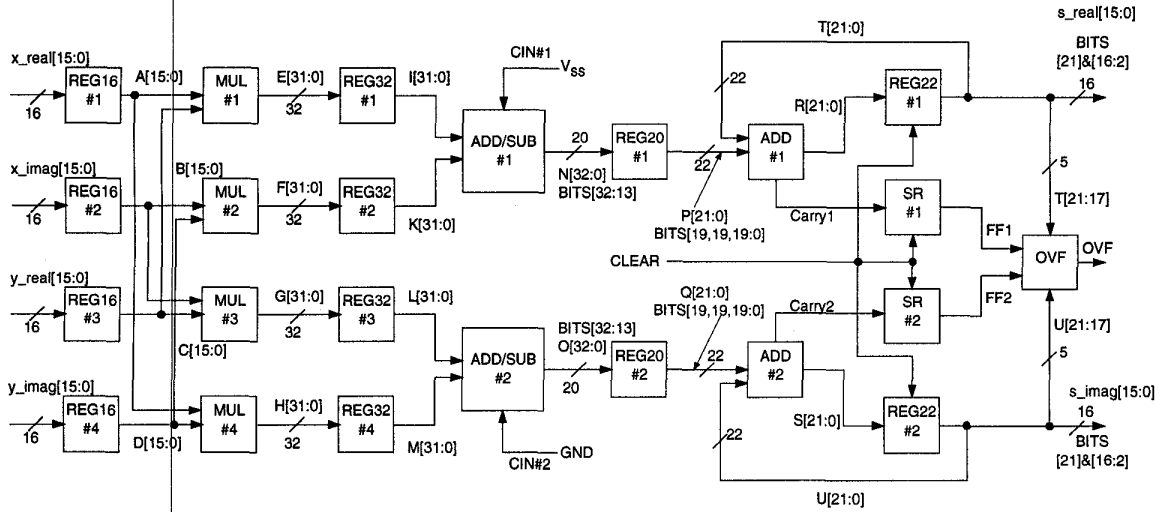 s_real[15:0]
T[21:0]
BITS
[21]&[16:2]
16
x_real[15:0]
16
REG16
#1
A[15:0]
MUL
#1
E[31:0]
32
REG32
#1
I[31:0]
CIN#1
VSS
ADD/SUB
#1
20
N[32:0]
BITS[32:13]
REG20
#1
22
22
ADD
#1
R[21:0]
REG22
#1
5
T[21:17]
x_imag[15:0]
16
REG16
#2
B[15:0]
MUL
#2
F[31:0]
32
REG32
#2
K[31:0]
P[21:0]
BITS[19,19,19:0]
Carry1
SR
#1
FF1
OVF
OVF
CLEAR
y_real[15:0]
16
REG16
#3
C[15:0]
MUL
#3
G[31:0]
32
REG32
#3
L[31:0]
Q[21:0]
BITS[19,19,19:0]
Carry2
SR
#2
FF2
U[21:17]
5
ADD/SUB
#2
BITS[32:13]
O[32:0]
20
REG20
#2
22
ADD
#2
y_imag[15:0]
16
REG16
#4
D[15:0]
MUL
#4
H[31:0]
32
REG32
#4
M[31:0]
GND
CIN#2
22
S[21:0]
REG22
#2
s_imag[15:0]
16
BITS
[21]&[16:2]
U[21:0]